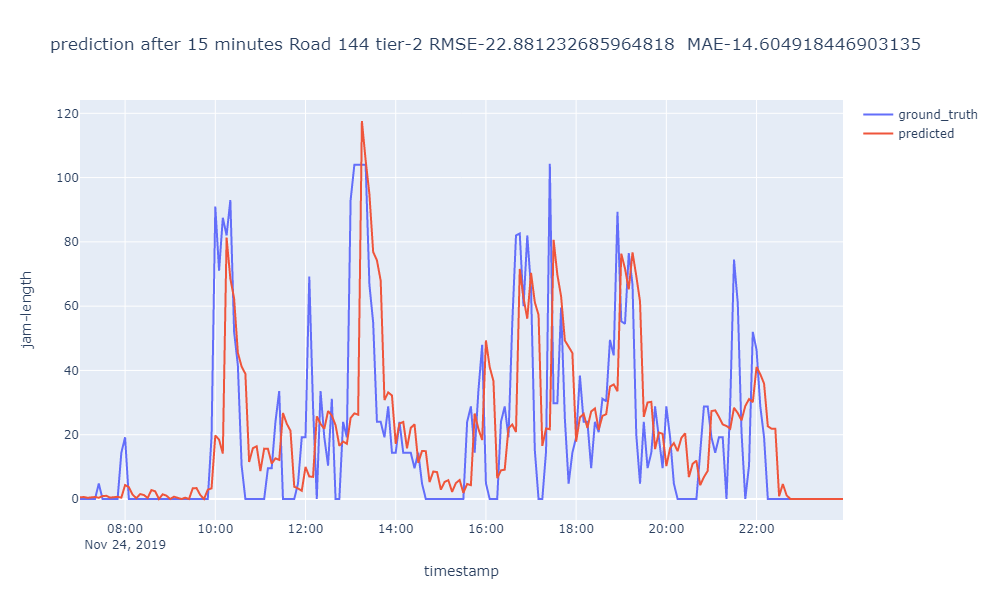 prediction after 15 minutes Road 144 tier-2 RMSE-22.881232685964818 MAE-14.604918446903135
ground_truth
predicted
120
100
80
60
40
20
0
jam-length
08:00 10:00 12:00 14:00 16:00 18:00 20:00 22:00
Nov 24, 2019
timestamp